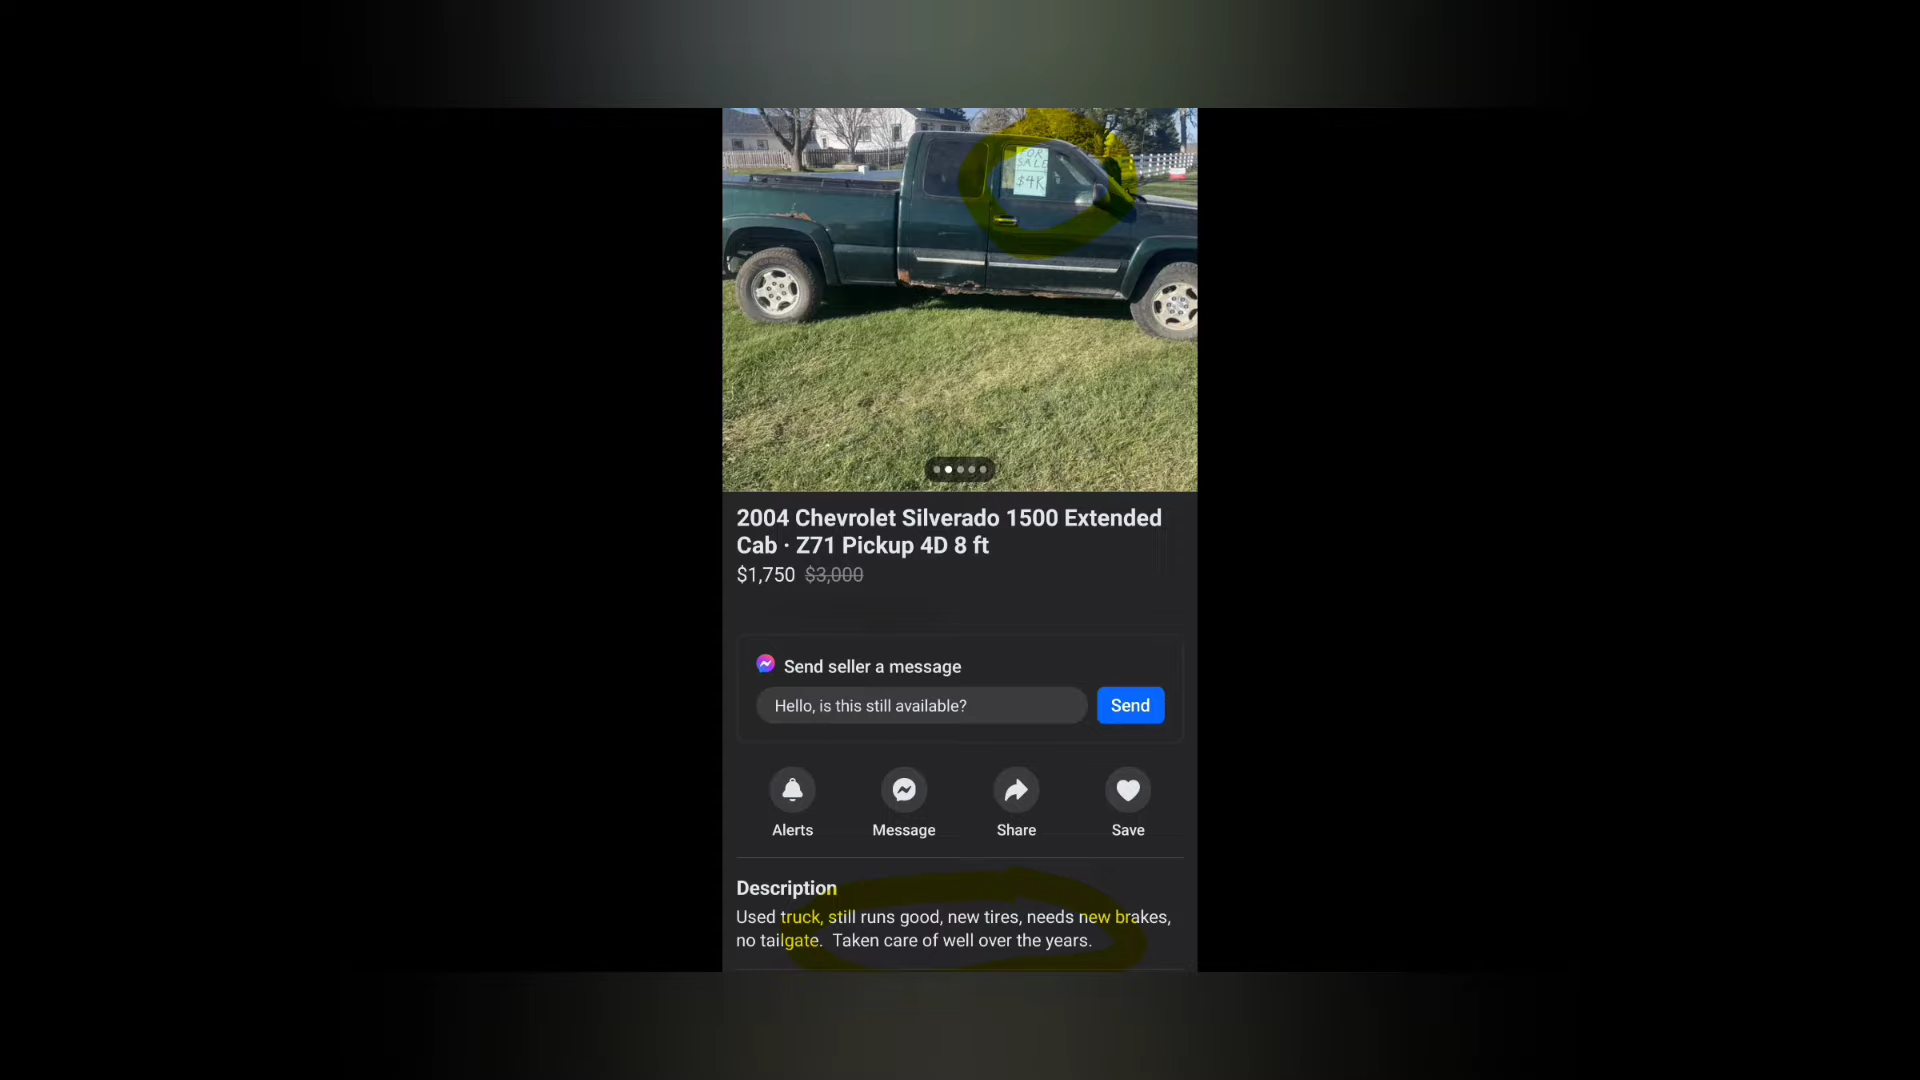 FOR
SALE
$4K
2004 Chevrolet Silverado 1500 Extended
Cab · Z71 Pickup 4D 8 ft
$1,750 $3,000
Send seller a message
Hello, is this still available?
Send
Alerts Message Share Save
Description
Used truck, still runs good, new tires, needs new brakes,
no tailgate. Taken care of well over the years.